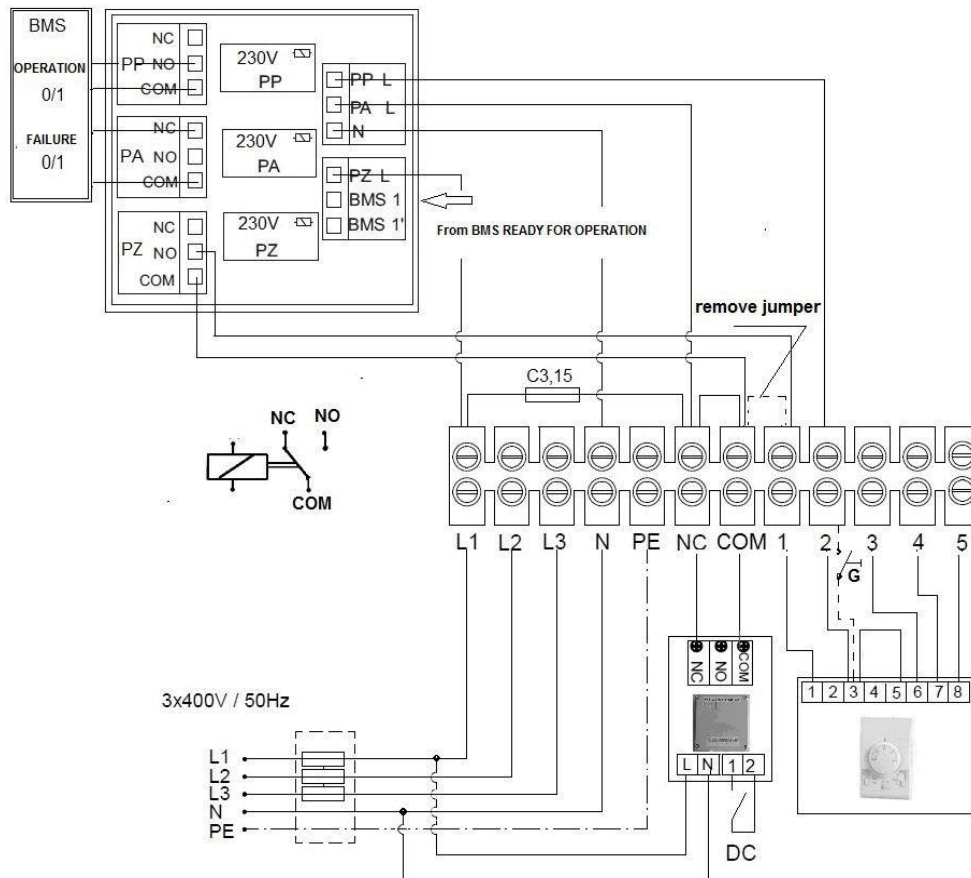 BMS
OPERATION
0/1
FAILURE
0/1
NC
PP NO
COM
NC
PA NO
COM
NC
PZ NO
COM
230V
PP
230V
PA
230V
PZ
PP L
PA L
N
PZ L
BMS 1
BMS 1'
From BMS READY FOR OPERATION
remove jumper
C3,15
NC NO
COM
L1 L2 L3 N PE NC COM 1 2 3 4 5
G
NC NO COM
L N 1 2
DC
1 2 3 4 5 6 7 8
3x400V / 50Hz
L1
L2
L3
N
PE